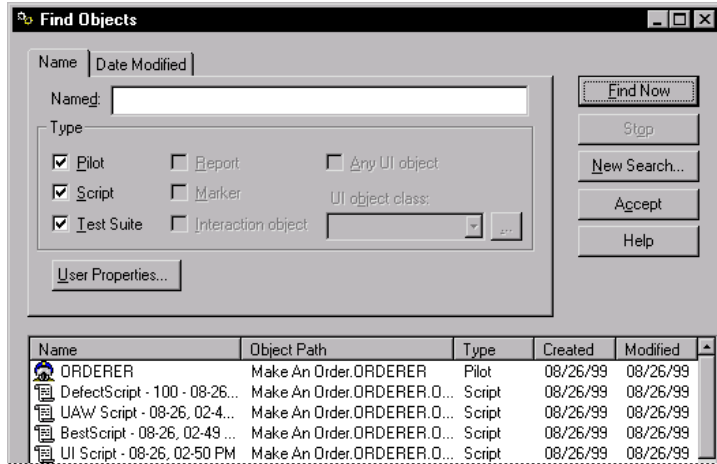 Find Objects
Name Date Modified
Named:
Find Now
Type
Stop
Pilot Report Any UI object
New Search...
Script Marker UI object class:
Accept
Test Suite Interaction object ...
Help
User Properties...
Name Object Path Type Created Modified
ORDERER Make An Order.ORDERER Pilot 08/26/99 08/26/99
DefectScript - 100 - 08-26... Make An Order.ORDERER.O... Script 08/26/99 08/26/99
UAW Script - 08-26, 02-4... Make An Order.ORDERER.O... Script 08/26/99 08/26/99
BestScript - 08-26, 02-49 ... Make An Order.ORDERER.O... Script 08/26/99 08/26/99
UI Script - 08-26, 02-50 PM Make An Order.ORDERER.O... Script 08/26/99 08/26/99